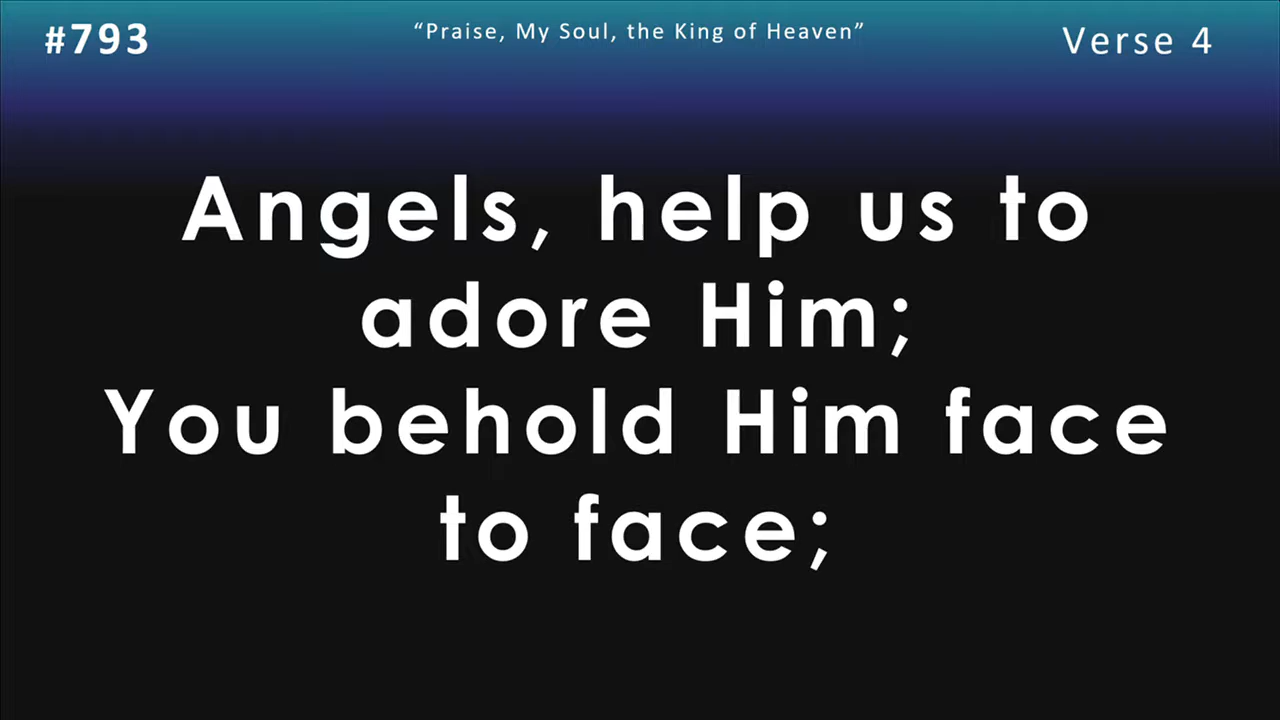 #793
“Praise, My Soul, the King of Heaven”
Verse 4
Angels, help us to
adore Him;
You behold Him face
to face;